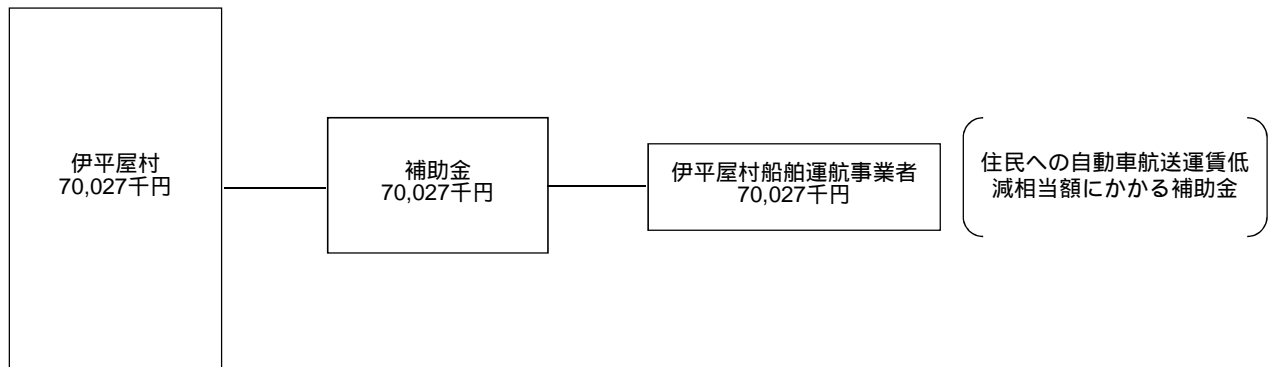 伊平屋村
70,027千円
補助金
70,027千円
伊平屋村船舶運航事業者
70,027千円
住民への自動車航送運賃低
減相当額にかかる補助金